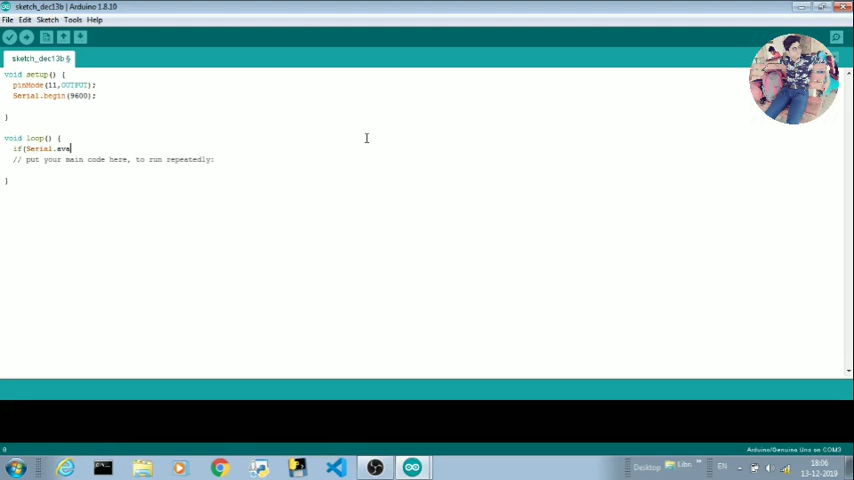 sketch_dec13b | Arduino 1.8.10
File Edit Sketch Tools Help
sketch_dec13b §
void setup() {
pinMode(11,OUTPUT);
Serial.begin(9600);
}
void loop() {
if(Serial.ava
// put your main code here, to run repeatedly:
}
8
Arduino/Genuino Uno on COM3
Desktop
Libr
»
EN
18:06
13-12-2019